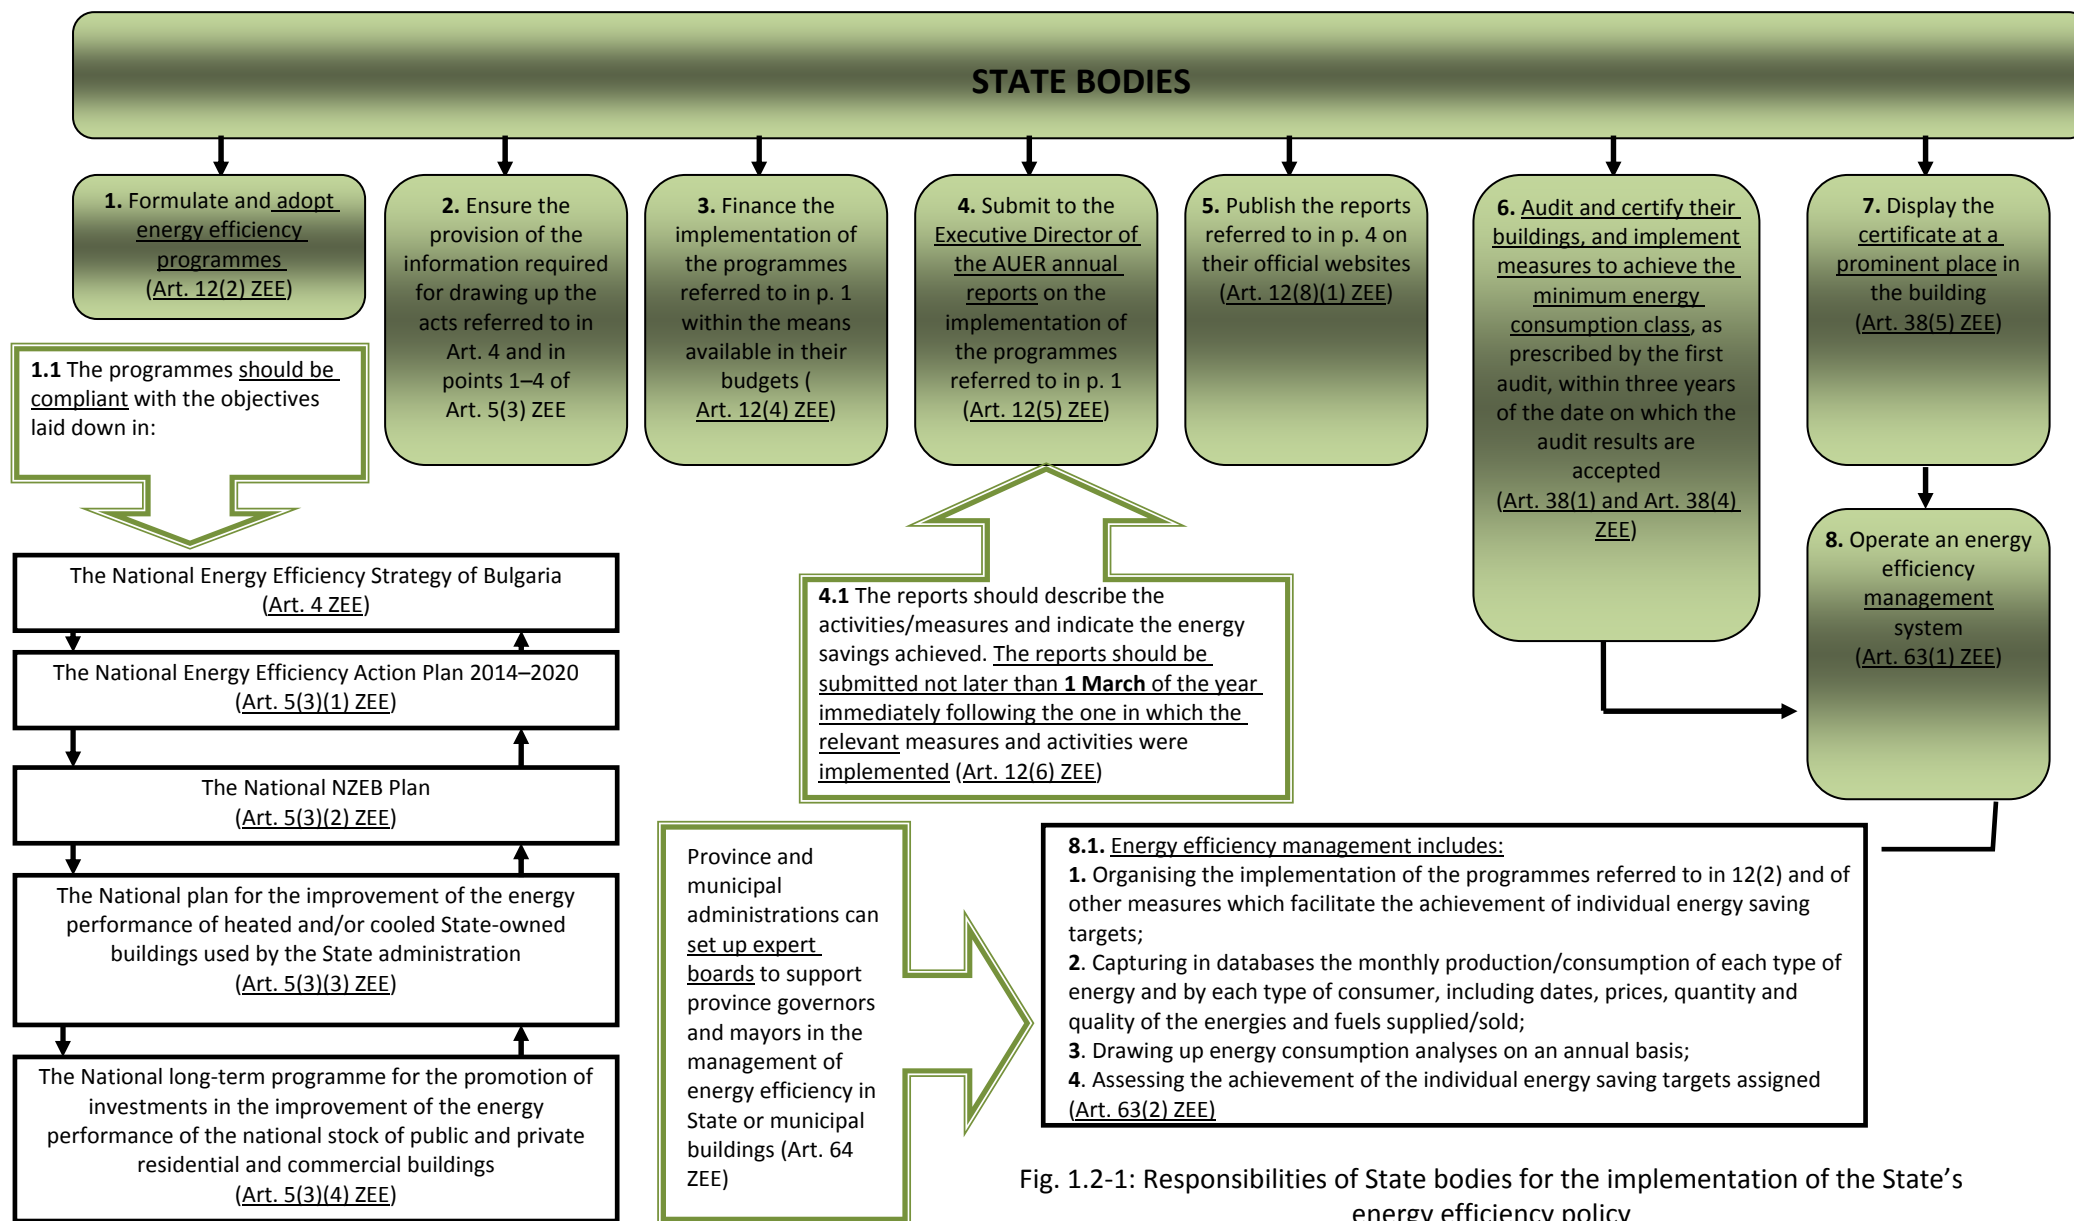 STATE BODIES
1. Formulate and adopt
energy efficiency
programmes
(Art. 12(2) ZEE)
2. Ensure the
provision of the
information required
for drawing up the
acts referred to in
Art. 4 and in
points 1–4 of
Art. 5(3) ZEE
3. Finance the
implementation of
the programmes
referred to in p. 1
within the means
available in their
budgets (
Art. 12(4) ZEE)
4. Submit to the
Executive Director of
the AUER annual
reports on the
implementation of
the programmes
referred to in p. 1
(Art. 12(5) ZEE)
5. Publish the reports
referred to in p. 4 on
their official websites
(Art. 12(8)(1) ZEE)
6. Audit and certify their
buildings, and implement
measures to achieve the
minimum energy
consumption class, as
prescribed by the first
audit, within three years
of the date on which the
audit results are
accepted
(Art. 38(1) and Art. 38(4)
ZEE)
7. Display the
certificate at a
prominent place in
the building
(Art. 38(5) ZEE)
8. Operate an energy
efficiency
management
system
(Art. 63(1) ZEE)
1.1 The programmes should be
compliant with the objectives
laid down in:
The National Energy Efficiency Strategy of Bulgaria
(Art. 4 ZEE)
The National Energy Efficiency Action Plan 2014–2020
(Art. 5(3)(1) ZEE)
The National NZEB Plan
(Art. 5(3)(2) ZEE)
The National plan for the improvement of the energy
performance of heated and/or cooled State-owned
buildings used by the State administration
(Art. 5(3)(3) ZEE)
The National long-term programme for the promotion of
investments in the improvement of the energy
performance of the national stock of public and private
residential and commercial buildings
(Art. 5(3)(4) ZEE)
4.1 The reports should describe the
activities/measures and indicate the energy
savings achieved. The reports should be
submitted not later than 1 March of the year
immediately following the one in which the
relevant measures and activities were
implemented (Art. 12(6) ZEE)
Province and
municipal
administrations can
set up expert
boards to support
province governors
and mayors in the
management of
energy efficiency in
State or municipal
buildings (Art. 64
ZEE)
8.1. Energy efficiency management includes:
1. Organising the implementation of the programmes referred to in 12(2) and of
other measures which facilitate the achievement of individual energy saving
targets;
2. Capturing in databases the monthly production/consumption of each type of
energy and by each type of consumer, including dates, prices, quantity and
quality of the energies and fuels supplied/sold;
3. Drawing up energy consumption analyses on an annual basis;
4. Assessing the achievement of the individual energy saving targets assigned
(Art. 63(2) ZEE)
Fig. 1.2-1: Responsibilities of State bodies for the implementation of the State’s
energy efficiency policy